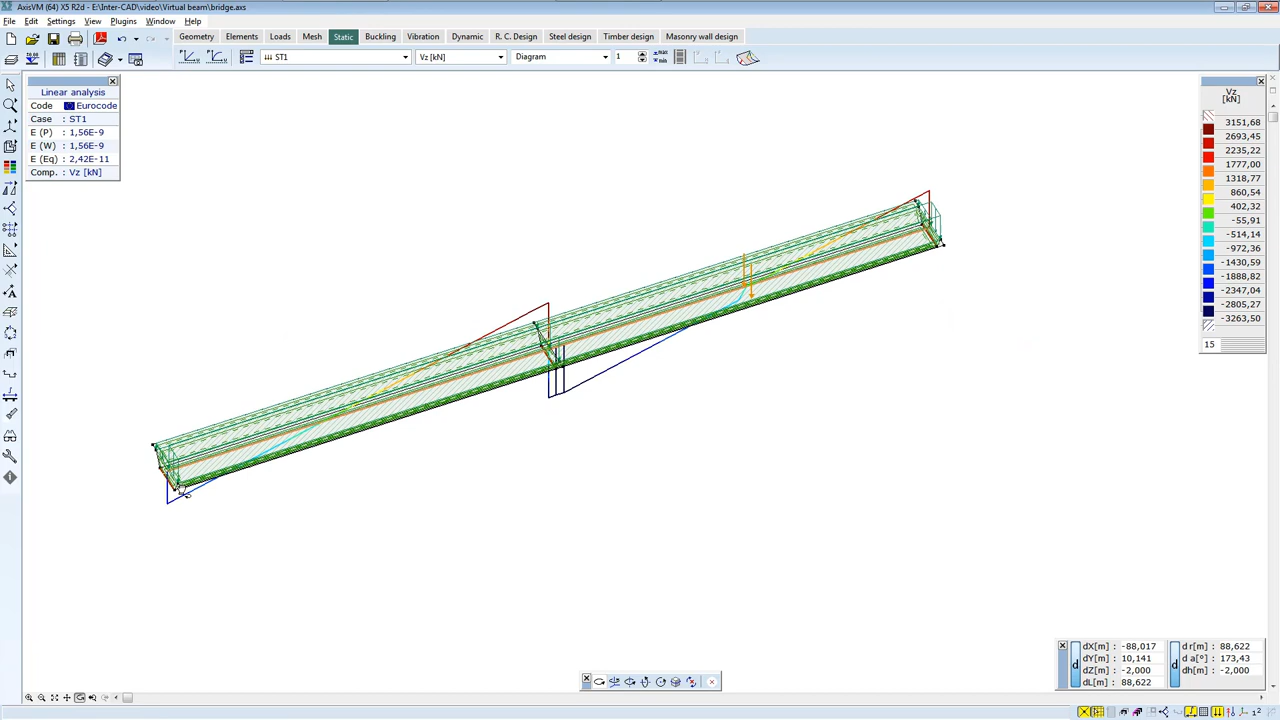 AxisVM (64) X5 R2d - E:\Inter-CAD\video\Virtual beam\bridge.axs
File Edit Settings View Plugins Window Help
Geometry Elements Loads Mesh Static Buckling Vibration Dynamic R. C. Design Steel design Timber design Masonry wall design
ST1 Vz [kN] Diagram 1
Linear analysis
Code Eurocode
Case : ST1
E (P) : 1,56E-9
E (W) : 1,56E-9
E (Eq) : 2,42E-11
Comp. : Vz [kN]
Vz
[kN]
3151,68
2693,45
2235,22
1777,00
1318,77
860,54
402,32
-55,91
-514,14
-972,36
-1430,59
-1888,82
-2347,04
-2805,27
-3263,50
15
dX[m] : -88,017
dY[m] : 10,141
dZ[m] : -2,000
dL[m] : 88,622
d r[m] : 88,622
d a[°] : 173,43
dh[m] : -2,000